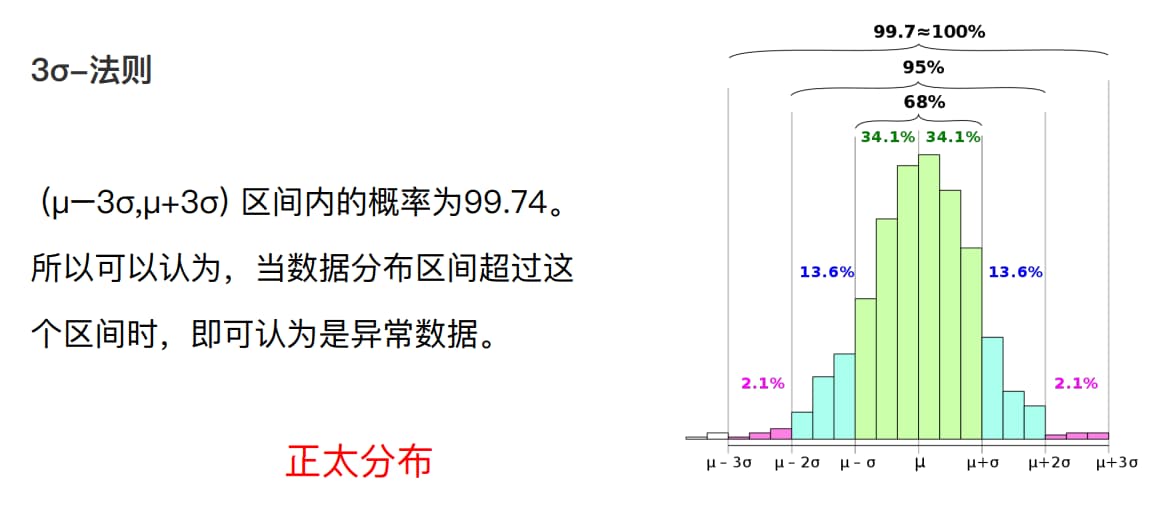 3σ–法则
(μ−3σ,μ+3σ) 区间内的概率为99.74。
所以可以认为，当数据分布区间超过这
个区间时，即可认为是异常数据。
正太分布
99.7≈100%
95%
68%
34.1% 34.1%
13.6% 13.6%
2.1% 2.1%
μ - 3σ μ - 2σ μ - σ μ μ+σ μ+2σ μ+3σ